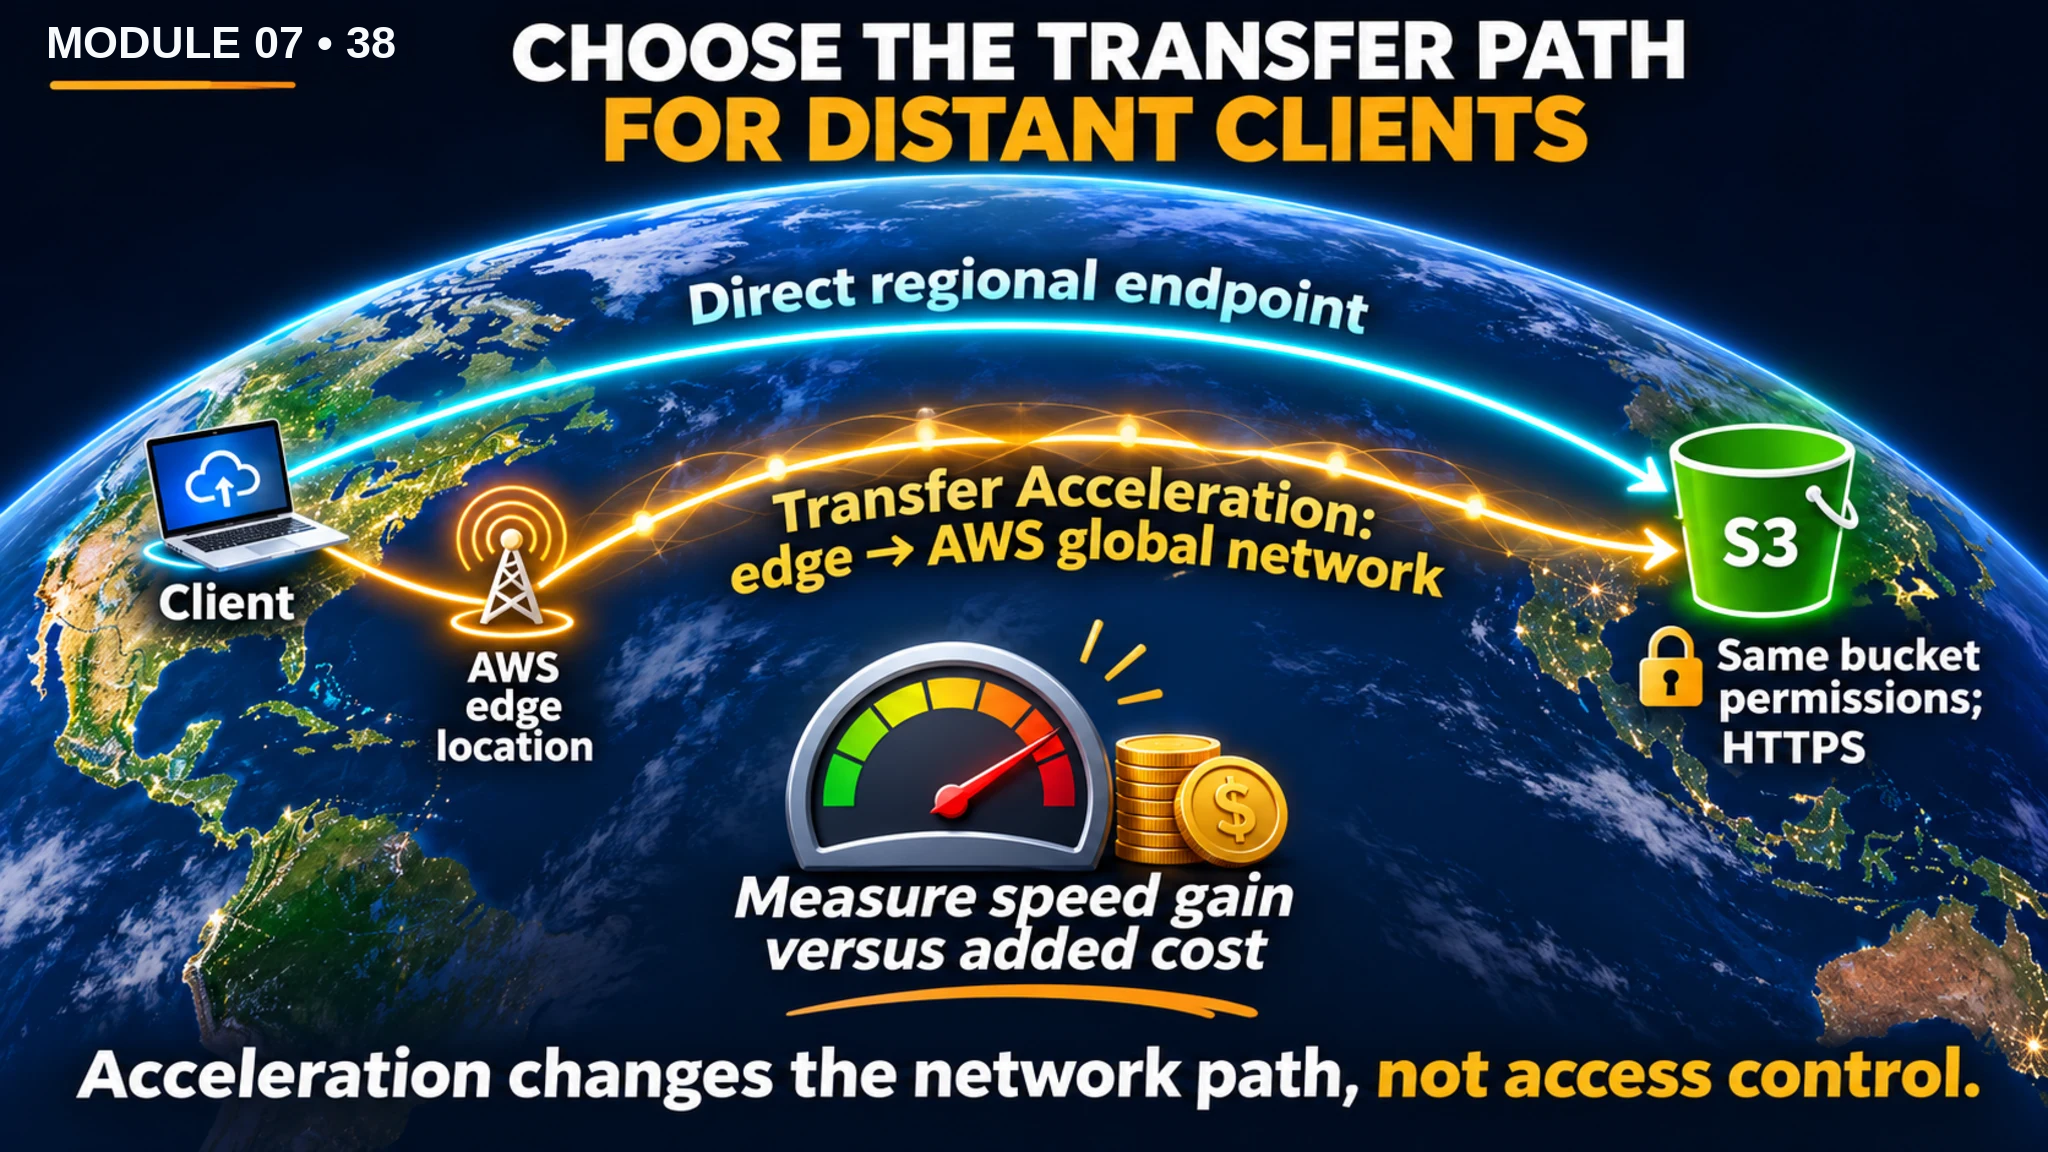 MODULE 07 • 38
CHOOSE THE TRANSFER PATH
FOR DISTANT CLIENTS
Direct regional endpoint
Transfer Acceleration:
edge → AWS global network
Client
AWS
edge
location
S3
Same bucket
permissions;
HTTPS
$
Measure speed gain
versus added cost
Acceleration changes the network path, not access control.